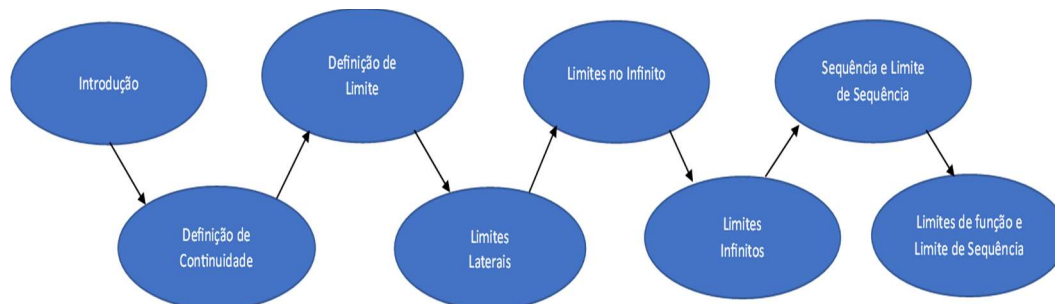 Introdução
Definição de
Continuidade
Definição de
Limite
Limites
Laterais
Limites no Infinito
Limites
Infinitos
Sequência e Limite
de Sequência
Limites de função e
Limite de Sequência